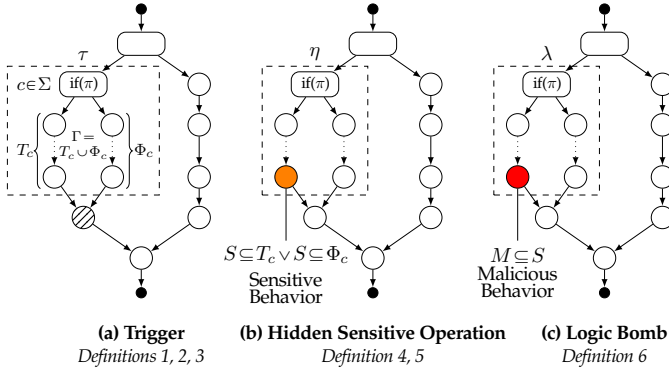 τ
c∈Σ
if(π)
Γ =
T_c ∪ Φ_c
T_c
Φ_c
(a) Trigger
Definitions 1, 2, 3
η
if(π)
S⊆T_c ∨ S⊆Φ_c
Sensitive
Behavior
(b) Hidden Sensitive Operation
Definition 4, 5
λ
if(π)
M⊆S
Malicious
Behavior
(c) Logic Bomb
Definition 6